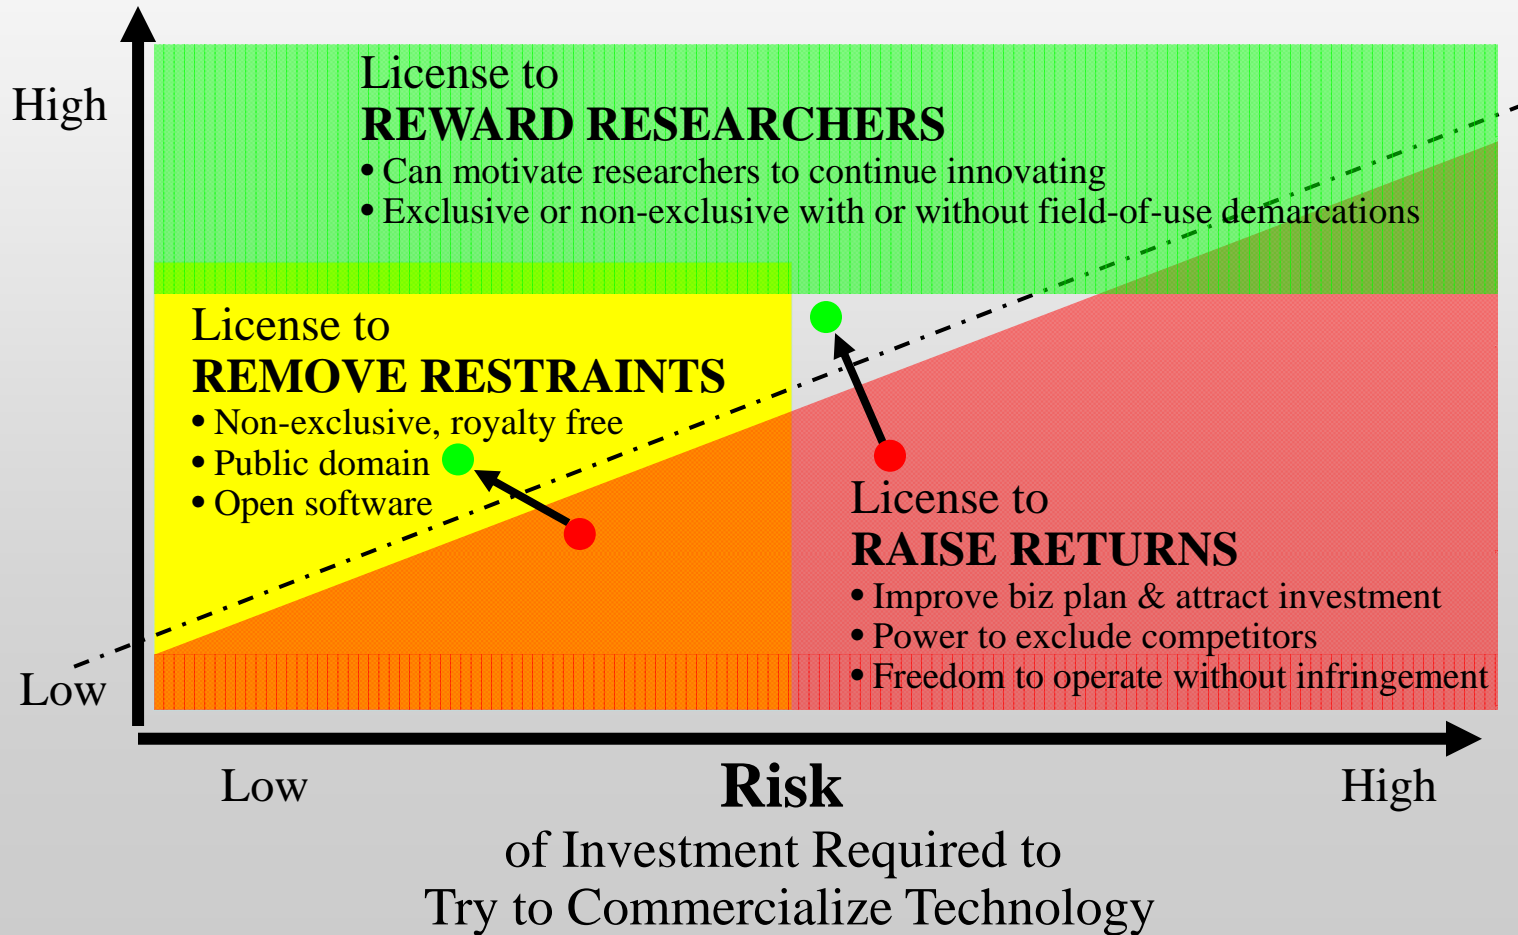 High
License to
REWARD RESEARCHERS
• Can motivate researchers to continue innovating
• Exclusive or non-exclusive with or without field-of-use demarcations
License to
REMOVE RESTRAINTS
• Non-exclusive, royalty free
• Public domain
• Open software
License to
RAISE RETURNS
• Improve biz plan & attract investment
• Power to exclude competitors
• Freedom to operate without infringement
Low
Low
Risk
High
of Investment Required to
Try to Commercialize Technology